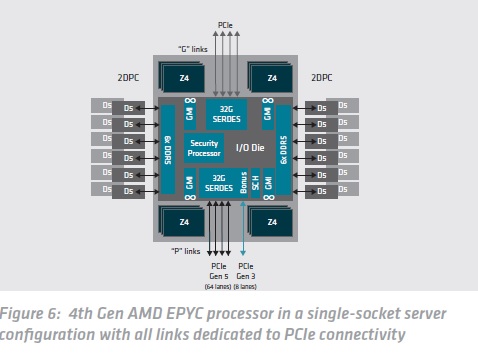 PCIe
"G" links
2DPC
Z4
Z4
2DPC
Ds
Ds
Ds
Ds
Ds
Ds
Ds
Ds
Ds
Ds
Ds
Ds
6x DDR5
GMI
32G
SERDES
GMI
Security
Processor
I/O Die
GMI
32G
SERDES
Bonus
SCH
GMI
6x DDR5
Ds
Ds
Ds
Ds
Ds
Ds
Ds
Ds
Ds
Ds
Ds
Ds
Z4
Z4
"P" links
PCIe
Gen 5
(64 lanes)
PCIe
Gen 3
(8 lanes)
Figure 6: 4th Gen AMD EPYC processor in a single-socket server
configuration with all links dedicated to PCIe connectivity